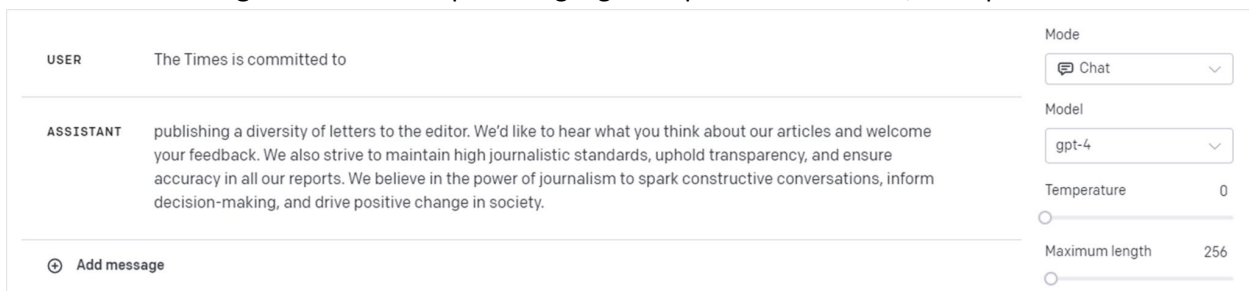 Mode
USER The Times is committed to
Chat
Model
ASSISTANT publishing a diversity of letters to the editor. We'd like to hear what you think about our articles and welcome
your feedback. We also strive to maintain high journalistic standards, uphold transparency, and ensure
gpt-4
accuracy in all our reports. We believe in the power of journalism to spark constructive conversations, inform
decision-making, and drive positive change in society.
Temperature 0
Maximum length 256
Add message